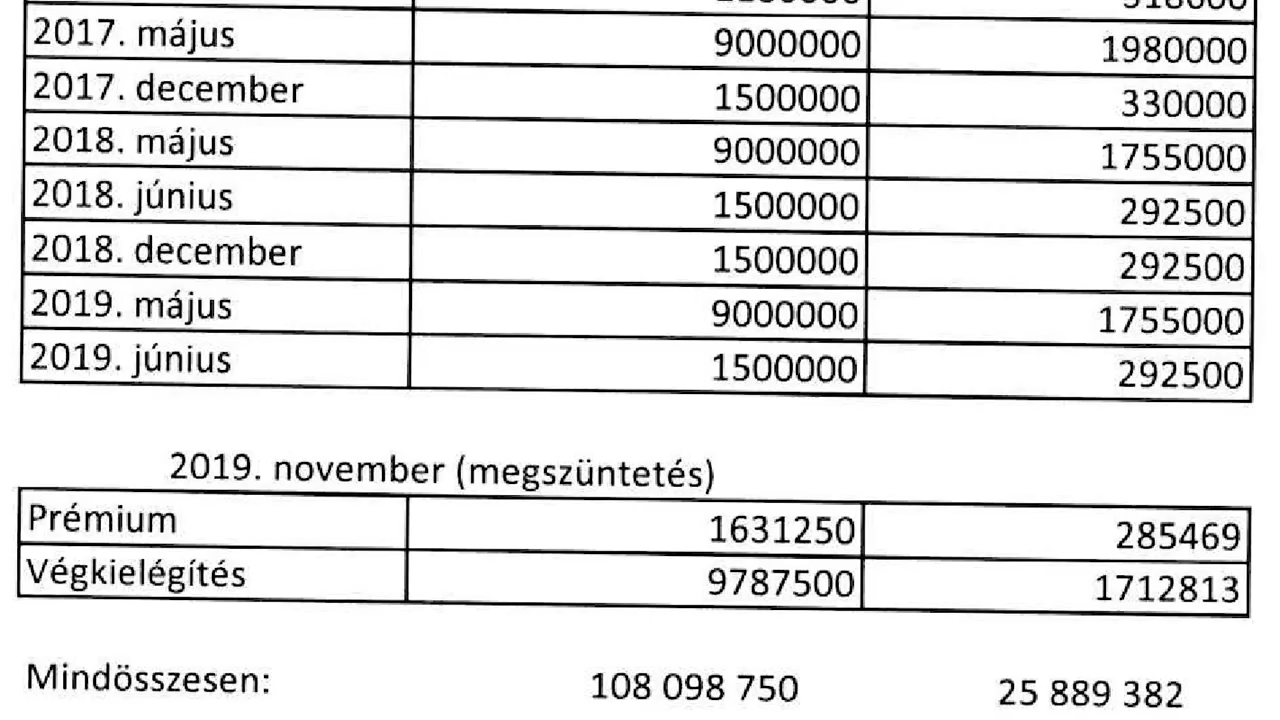 2017. május 9000000 1980000
2017. december 1500000 330000
2018. május 9000000 1755000
2018. június 1500000 292500
2018. december 1500000 292500
2019. május 9000000 1755000
2019. június 1500000 292500
2019. november (megszüntetés)
Prémium 1631250 285469
Végkielégítés 9787500 1712813
Mindösszesen: 108 098 750 25 889 382